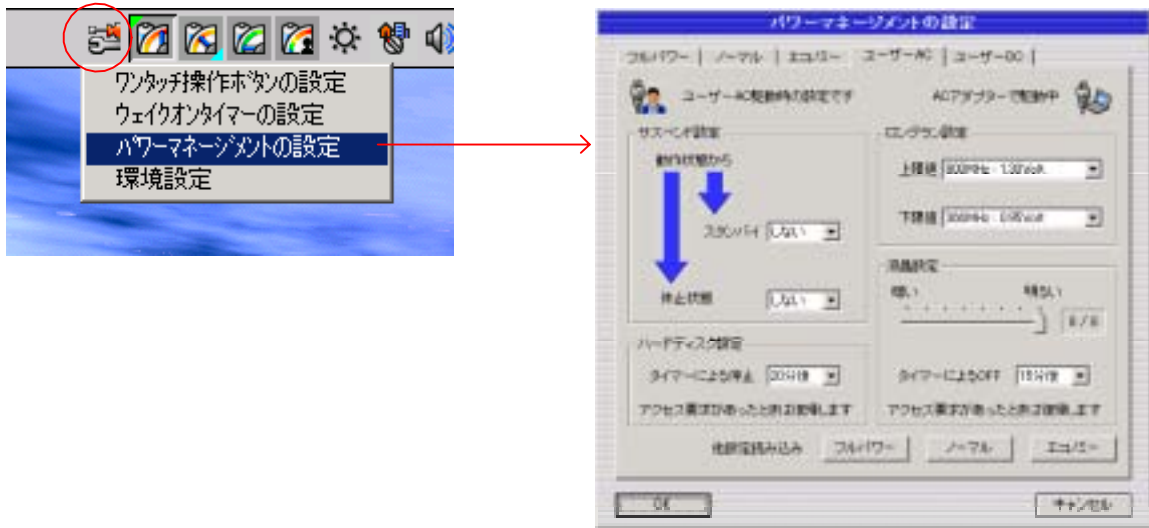 ワンタッチ操作ボタンの設定
ウェイクオンタイマーの設定
パワーマネージメントの設定
環境設定
パワーマネージメントの設定
フルパワー
ノーマル
エコノミー
ユーザーAC
ユーザーDC
ユーザーAC駆動時の設定です
ACアダプターで駆動中
サスペンド設定
動作状態から
スタンバイ
しない
休止状態
しない
ハードディスク設定
タイマーによる停止
20分後
アクセス要求があったとき復帰します
ロングラン設定
上限値
下限値
液晶設定
暗い
明るい
8/8
タイマーによるOFF
15分後
アクセス要求があったとき復帰します
他設定読み込み
フルパワー
ノーマル
エコノミー
OK
キャンセル